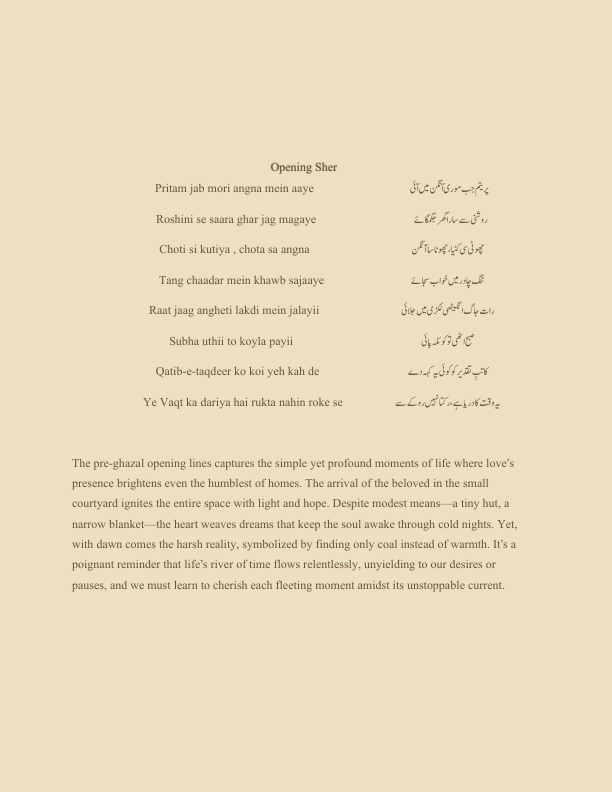 Opening Sher
Pritam jab mori angna mein aaye پریتم جب موری آنگن میں آئی
Roshini se saara ghar jag magaye روشنی سے سارا گھر جگمگائے
Choti si kutiya , chota sa angna چھوٹی سی کٹیا، چھوٹا سا آنگن
Tang chaadar mein khawb sajaaye تنگ چادر میں خواب سجائے
Raat jaag angheti lakdi mein jalayii رات جاگ انگیٹھی لکڑی میں جلائی
Subha uthii to koyla payii صبح اٹھی تو کوئلہ پائی
Qatib-e-taqdeer ko koi yeh kah de کاتبِ تقدیر کو کوئی یہ کہہ دے
Ye Vaqt ka dariya hai rukta nahin roke se یہ وقت کا دریا ہے، رکتا نہیں روکے سے
The pre-ghazal opening lines captures the simple yet profound moments of life where love’s
presence brightens even the humblest of homes. The arrival of the beloved in the small
courtyard ignites the entire space with light and hope. Despite modest means—a tiny hut, a
narrow blanket—the heart weaves dreams that keep the soul awake through cold nights. Yet,
with dawn comes the harsh reality, symbolized by finding only coal instead of warmth. It’s a
poignant reminder that life’s river of time flows relentlessly, unyielding to our desires or
pauses, and we must learn to cherish each fleeting moment amidst its unstoppable current.